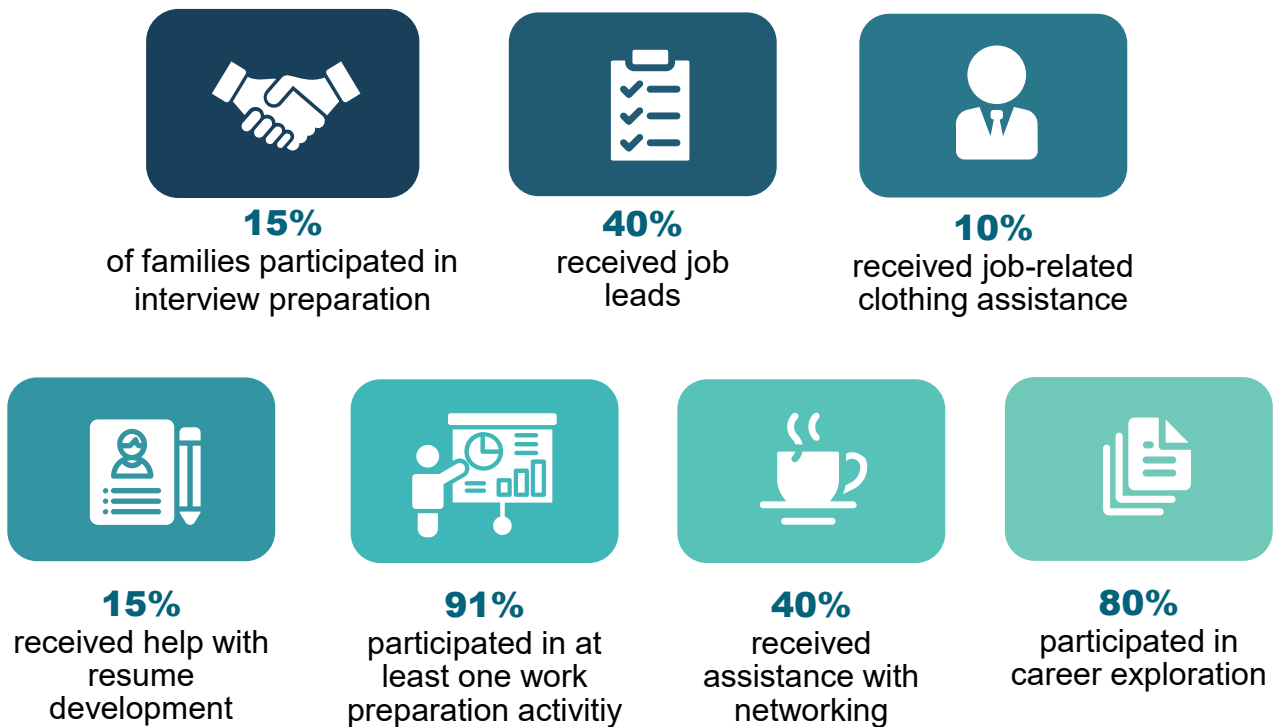 15%
of families participated in
interview preparation
40%
received job
leads
10%
received job-related
clothing assistance
15%
received help with
resume
development
91%
participated in at
least one work
preparation activitiy
40%
received
assistance with
networking
80%
participated in
career exploration